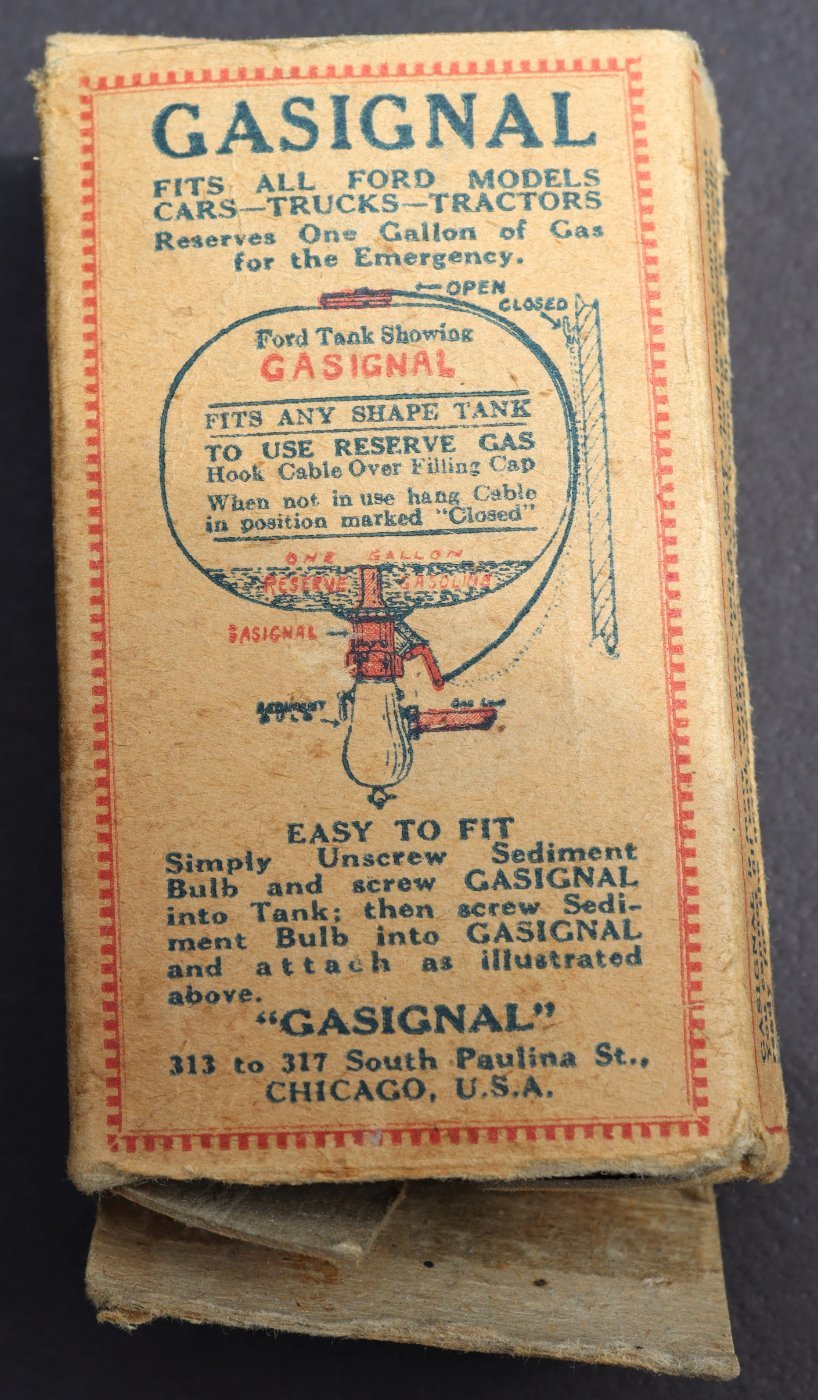 GASIGNAL
FITS ALL FORD MODELS
CARS—TRUCKS—TRACTORS
Reserves One Gallon of Gas
for the Emergency.
OPEN
CLOSED
Ford Tank Showing
GASIGNAL
FITS ANY SHAPE TANK
TO USE RESERVE GAS
Hook Cable Over Filling Cap
When not in use hang Cable
in position marked "Closed"
ONE GALLON
RESERVE GASOLINE
GASIGNAL
SEDIMENT
BULB
GAS LINE
EASY TO FIT
Simply Unscrew Sediment
Bulb and screw GASIGNAL
into Tank; then screw Sedi-
ment Bulb into GASIGNAL
and attach as illustrated
above.
"GASIGNAL"
313 to 317 South Paulina St.,
CHICAGO, U.S.A.